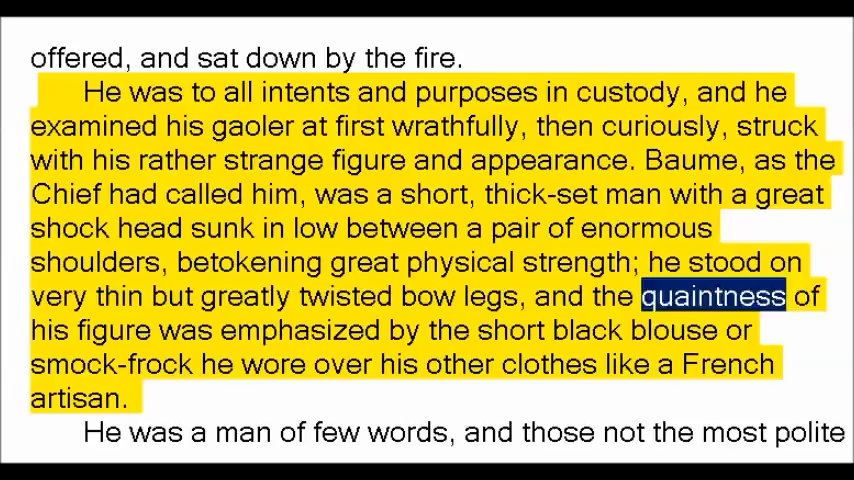 offered, and sat down by the fire.
He was to all intents and purposes in custody, and he
examined his gaoler at first wrathfully, then curiously, struck
with his rather strange figure and appearance. Baume, as the
Chief had called him, was a short, thick-set man with a great
shock head sunk in low between a pair of enormous
shoulders, betokening great physical strength; he stood on
very thin but greatly twisted bow legs, and the quaintness of
his figure was emphasized by the short black blouse or
smock-frock he wore over his other clothes like a French
artisan.
He was a man of few words, and those not the most polite